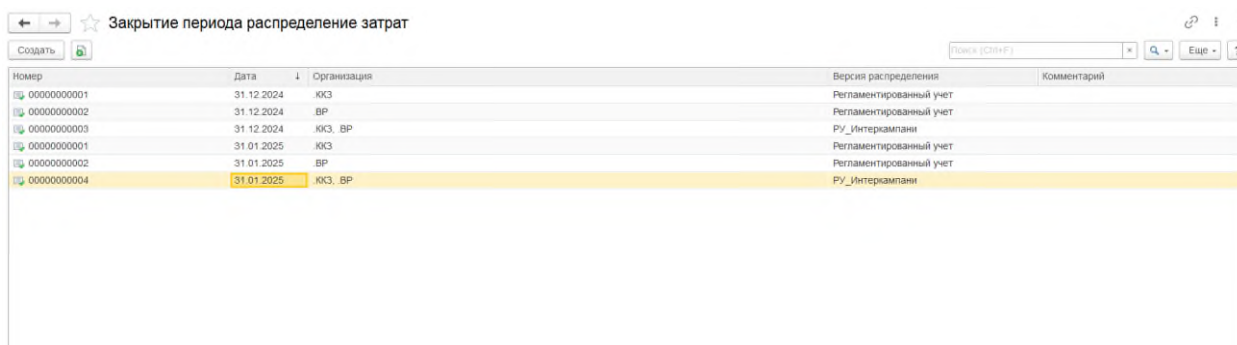 Закрытие периода распределение затрат
Создать Поиск (Ctrl+F) × Еще ?
Номер Дата ↓ Организация Версия распределения Комментарий
00000000001 31.12.2024 .ККЗ Регламентированный учет
00000000002 31.12.2024 .ВР Регламентированный учет
00000000003 31.12.2024 .ККЗ, .ВР РУ_Интеркампани
00000000001 31.01.2025 .ККЗ Регламентированный учет
00000000002 31.01.2025 .ВР Регламентированный учет
00000000004 31.01.2025 .ККЗ, .ВР РУ_Интеркампани